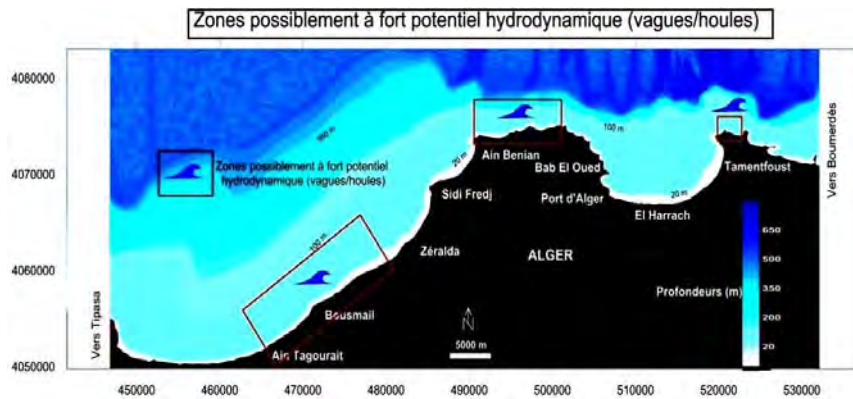 Zones possiblement à fort potentiel hydrodynamique (vagues/houles)
4080000
4070000
4060000
4050000
100 m
Zones possiblement à fort potentiel
hydrodynamique (vagues/houles)
20 m
Ain Benian
Bab El Oued
Sidi Fredj
Port d'Alger
100 m
20 m
Tamentfoust
El Harrach
Vers Boumerdès
100 m
Zéralda
ALGER
Profondeurs (m)
650
500
350
200
20
Bousmail
Ain Tagourait
Vers Tipasa
N
5000 m
450000 460000 470000 480000 490000 500000 510000 520000 530000